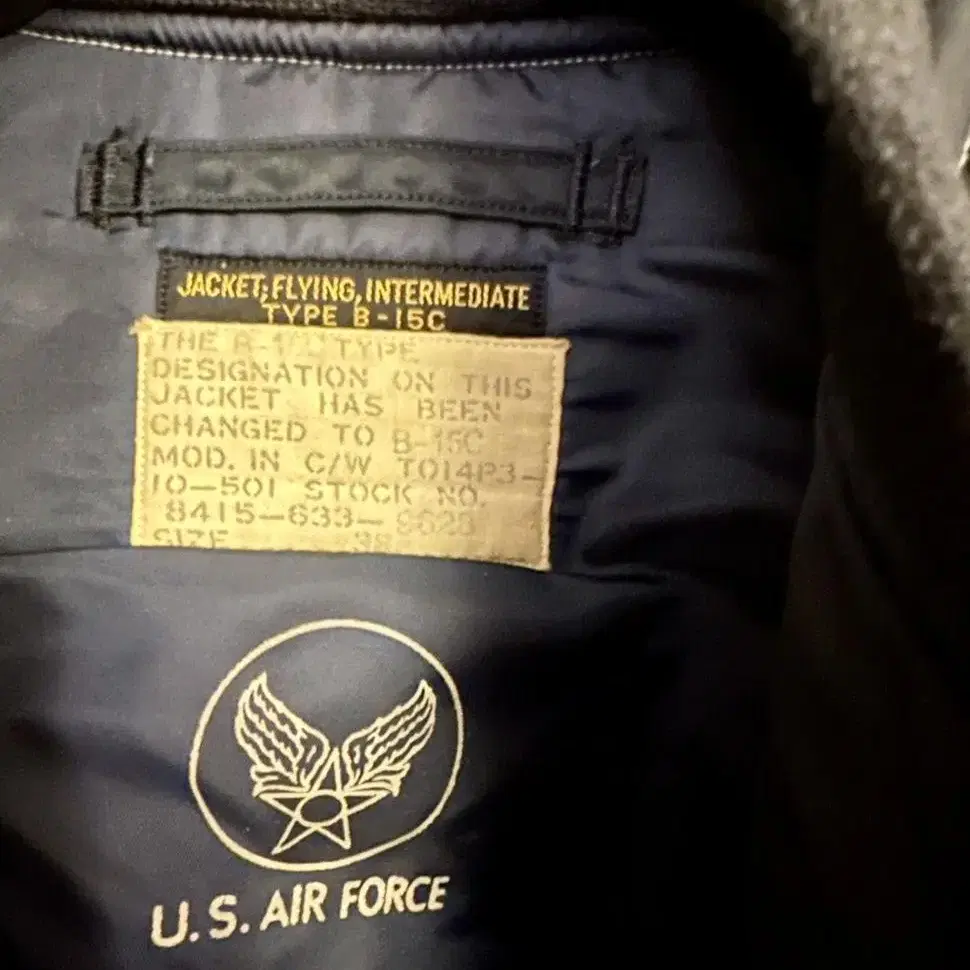 JACKET, FLYING, INTERMEDIATE
TYPE B-15C
THE TYPE
DESIGNATION ON THIS
JACKET HAS BEEN
CHANGED TO B-15C
MOD. IN C/W TO14P3-
10-501 STOCK NO.
8415-633-
SIZE 38
U.S. AIR FORCE